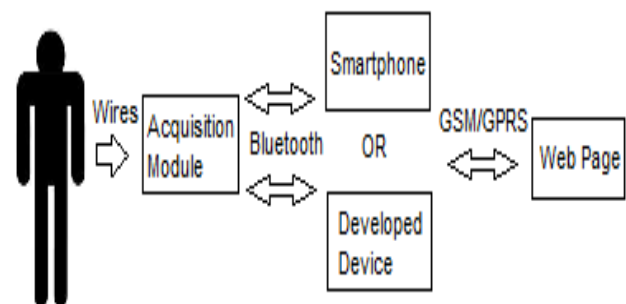 Wires
Acquisition
Module
Bluetooth
Smartphone
OR
Developed
Device
GSM/GPRS
Web Page